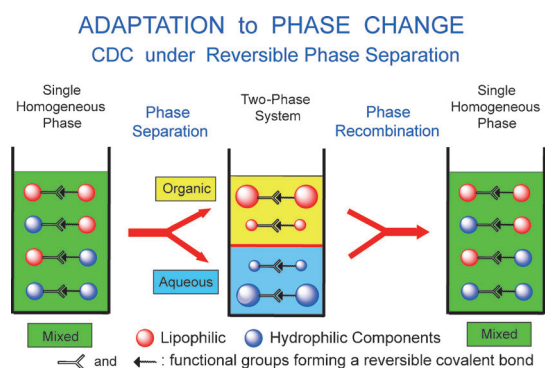 ADAPTATION to PHASE CHANGE
CDC under Reversible Phase Separation
Single
Homogeneous
Phase
Phase
Separation
Two-Phase
System
Phase
Recombination
Single
Homogeneous
Phase
Organic
Aqueous
Mixed
Lipophilic
Hydrophilic Components
Mixed
and : functional groups forming a reversible covalent bond